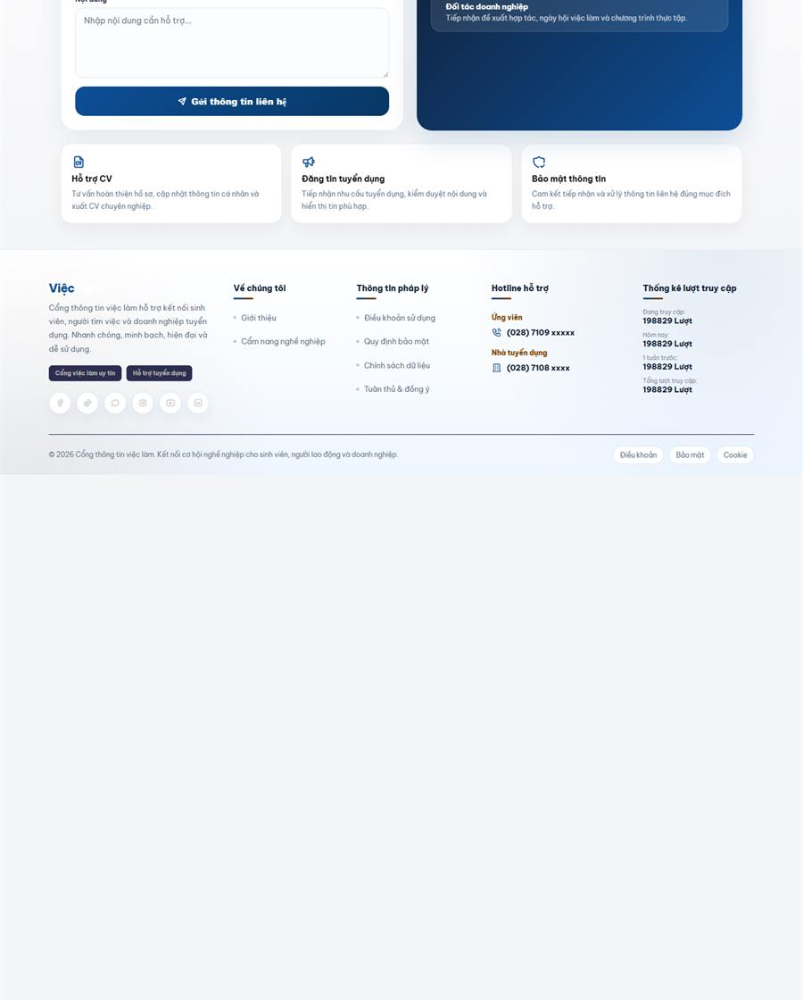 Đối tác doanh nghiệp
Tiếp nhận đề xuất hợp tác, ngày hội việc làm và chương trình thực tập.
Nhập nội dung cần hỗ trợ...
Gửi thông tin liên hệ
Hỗ trợ CV
Tư vấn hoàn thiện hồ sơ, cập nhật thông tin cá nhân và
xuất CV chuyên nghiệp.
Đăng tin tuyển dụng
Tiếp nhận nhu cầu tuyển dụng, kiểm duyệt nội dung và
hiển thị tin phù hợp.
Bảo mật thông tin
Cam kết tiếp nhận và xử lý thông tin liên hệ đúng mục đích
hỗ trợ.
Việc
Cổng thông tin việc làm hỗ trợ kết nối sinh
viên, người tìm việc và doanh nghiệp tuyển
dụng. Nhanh chóng, minh bạch, hiện đại và
dễ sử dụng.
Cổng việc làm uy tín
Hỗ trợ tuyển dụng
Về chúng tôi
Giới thiệu
Cẩm nang nghề nghiệp
Thông tin pháp lý
Điều khoản sử dụng
Quy định bảo mật
Chính sách dữ liệu
Tuân thủ & đồng ý
Hotline hỗ trợ
Ứng viên
(028) 7109 xxxxx
Nhà tuyển dụng
(028) 7108 xxxx
Thống kê lượt truy cập
Đang truy cập:
198829 Lượt
Hôm nay:
198829 Lượt
1 tuần trước:
198829 Lượt
Tổng lượt truy cập:
198829 Lượt
© 2026 Cổng thông tin việc làm. Kết nối cơ hội nghề nghiệp cho sinh viên, người lao động và doanh nghiệp.
Điều khoản
Bảo mật
Cookie